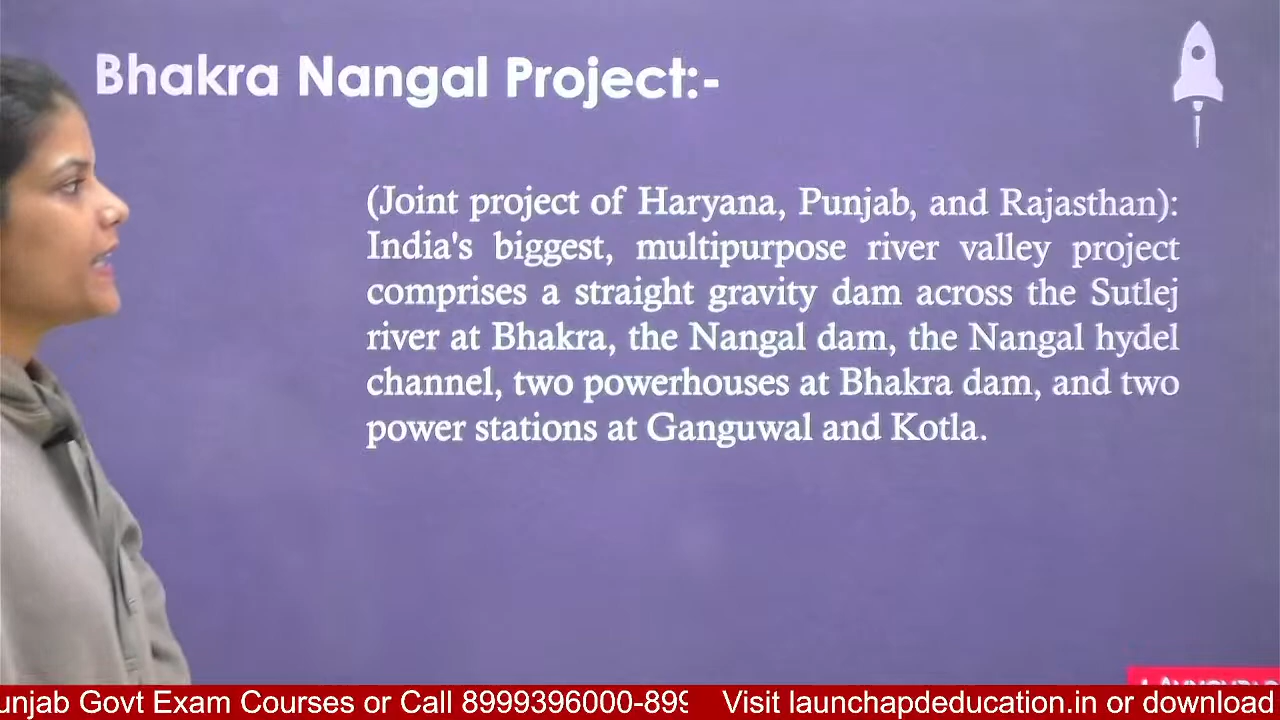 Bhakra Nangal Project:-
(Joint project of Haryana, Punjab, and Rajasthan):
India's biggest, multipurpose river valley project
comprises a straight gravity dam across the Sutlej
river at Bhakra, the Nangal dam, the Nangal hydel
channel, two powerhouses at Bhakra dam, and two
power stations at Ganguwal and Kotla.
unjab Govt Exam Courses or Call 8999396000-899 Visit launchapdeducation.in or download